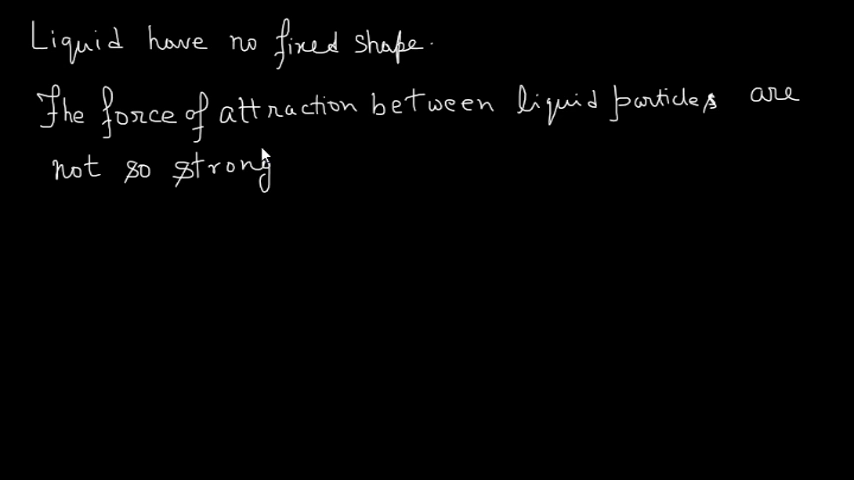 Liquid have no fixed shape.
The force of attraction between liquid particles are
not so strong